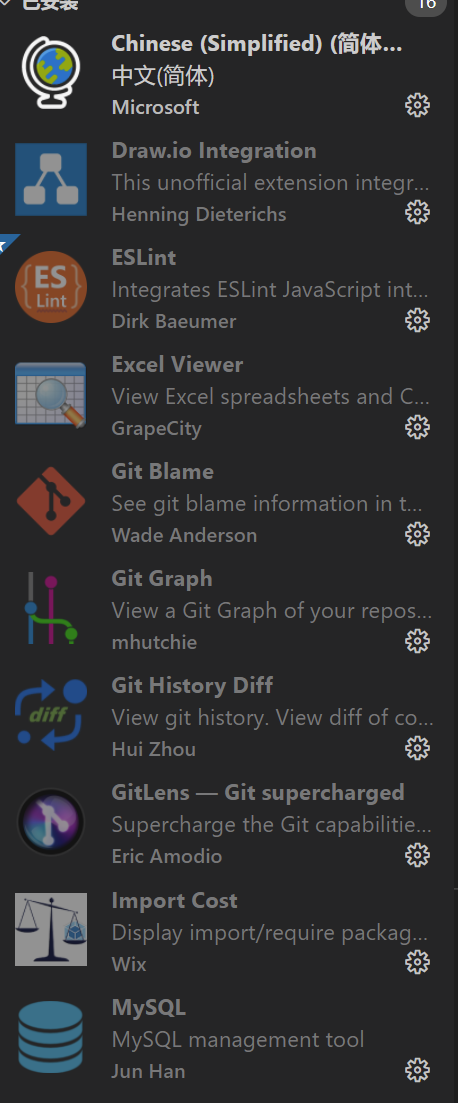 已安装
16
Chinese (Simplified) (简体...
中文(简体)
Microsoft
Draw.io Integration
This unofficial extension integr...
Henning Dieterichs
ESLint
ES
Lint
Integrates ESLint JavaScript int...
Dirk Baeumer
Excel Viewer
View Excel spreadsheets and C...
GrapeCity
Git Blame
See git blame information in t...
Wade Anderson
Git Graph
View a Git Graph of your repos...
mhutchie
Git History Diff
diff
View git history. View diff of co...
Hui Zhou
GitLens — Git supercharged
Supercharge the Git capabilitie...
Eric Amodio
Import Cost
Display import/require packag...
Wix
MySQL
MySQL management tool
Jun Han